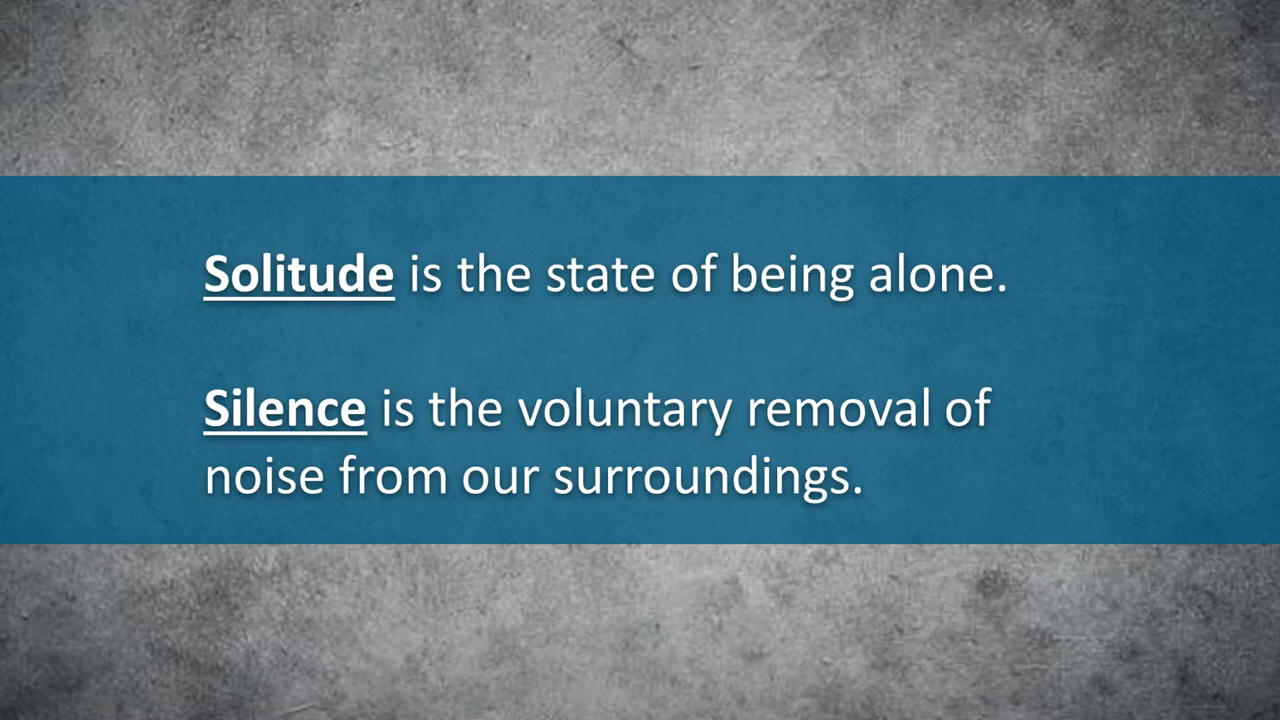 Solitude is the state of being alone.
Silence is the voluntary removal of
noise from our surroundings.